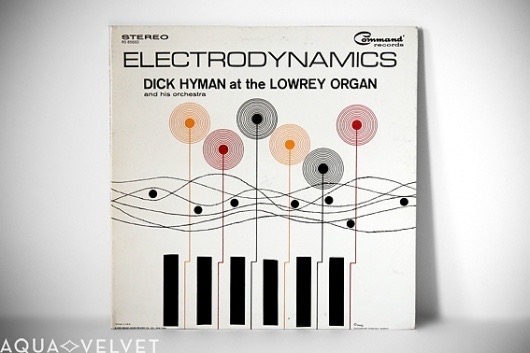 STEREO
Command
records
ELECTRODYNAMICS
DICK HYMAN at the LOWREY ORGAN
and his orchestra
AQUA VELVET